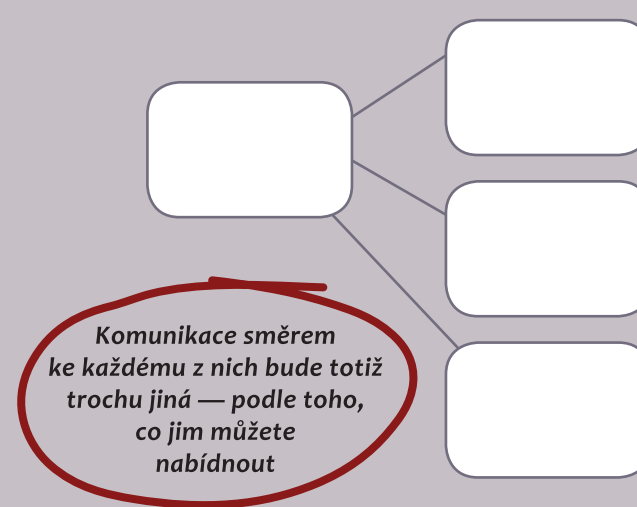 Komunikace směrem
ke každému z nich bude totiž
trochu jiná — podle toho,
co jim můžete
nabídnout